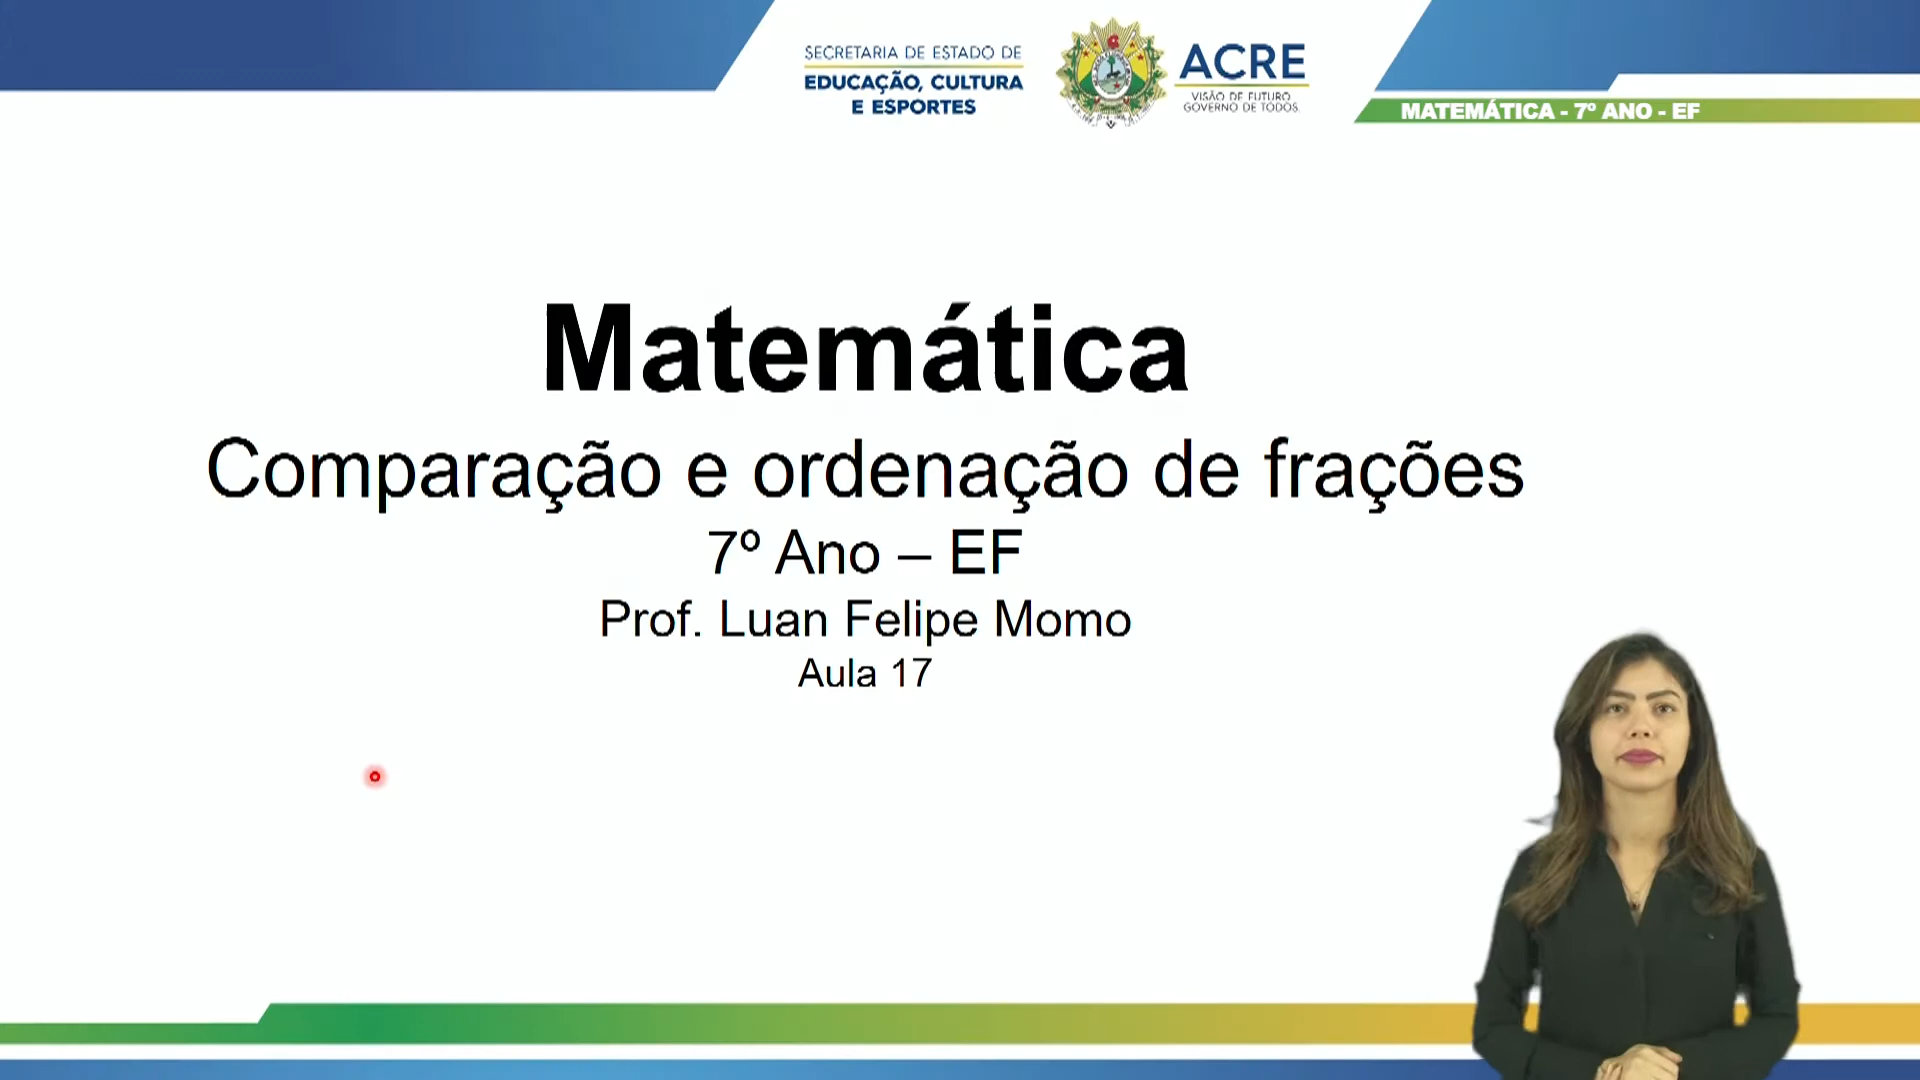 SECRETARIA DE ESTADO DE
EDUCAÇÃO, CULTURA
E ESPORTES
ACRE
VISÃO DE FUTURO
GOVERNO DE TODOS
MATEMÁTICA - 7º ANO - EF
Matemática
Comparação e ordenação de frações
7º Ano – EF
Prof. Luan Felipe Momo
Aula 17